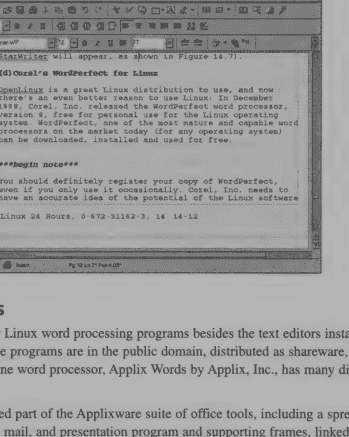 StarWriter will appear, as shown in Figure 14.7).
[d]Corel's WordPerfect for Linux
OpenLinux is a great Linux distribution to use, and now
there's an even better reason to use Linux: In December
1998, Corel, Inc. released the WordPerfect word processor,
version 8, free for personal use for the Linux operating
system. WordPerfect, one of the most mature and capable word
processors on the market today (for any operating system)
can be downloaded, installed and used for free.
***begin note***
You should definitely register your copy of WordPerfect,
even if you only use it occasionally. Corel, Inc. needs to
have an accurate idea of the potential of the Linux software
Linux 24 Hours, 0-672-31162-3, 14 14-12
Insert Pg 10 Ln 2" Pos 4.03"
s
Linux word processing programs besides the text editors insta
e programs are in the public domain, distributed as shareware,
ne word processor, Applix Words by Applix, Inc., has many di
ed part of the Applixware suite of office tools, including a spre
mail, and presentation program and supporting frames, linked